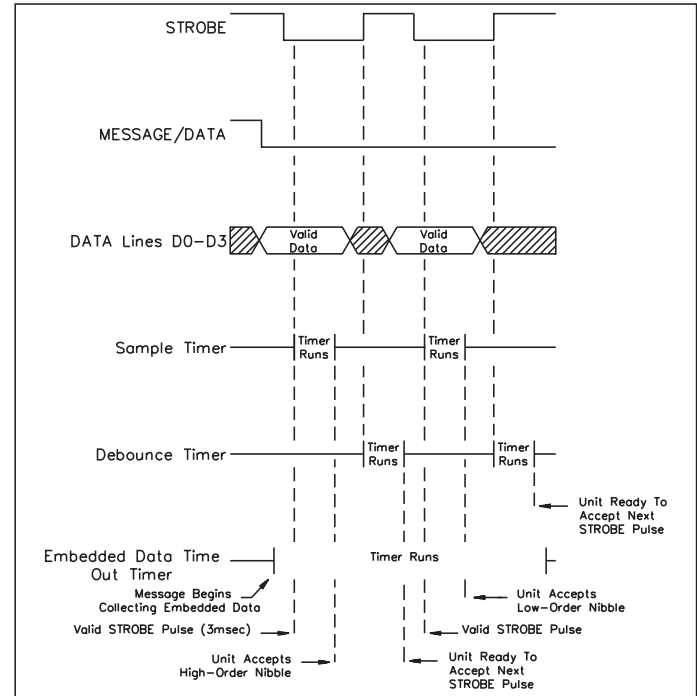 STROBE
MESSAGE/DATA
DATA Lines D0-D3
Valid
Data
Valid
Data
Sample Timer
Timer
Runs
Timer
Runs
Debounce Timer
Timer
Runs
Timer
Runs
Unit Ready To
Accept Next
STROBE Pulse
Embedded Data Time
Out Timer
Timer Runs
Message Begins
Collecting Embedded Data
Unit Accepts
Low-Order Nibble
Valid STROBE Pulse (3msec)
Valid STROBE Pulse
Unit Accepts
High-Order Nibble
Unit Ready To
Accept Next
STROBE Pulse